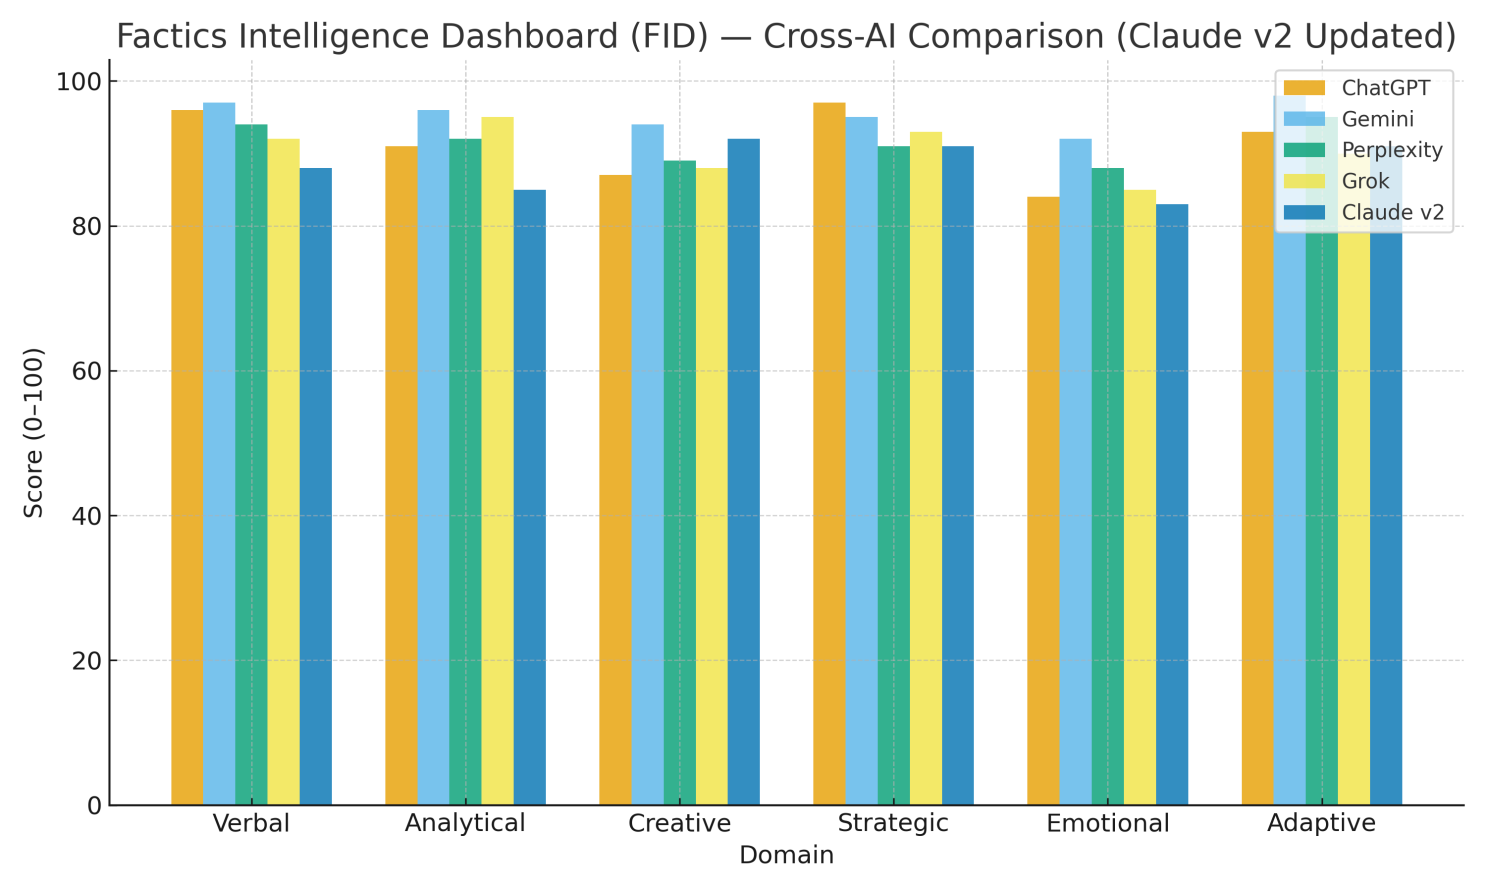 Factics Intelligence Dashboard (FID) — Cross-AI Comparison (Claude v2 Updated)
100
80
60
40
20
0
Score (0–100)
ChatGPT
Gemini
Perplexity
Grok
Claude v2
Verbal
Analytical
Creative
Strategic
Emotional
Adaptive
Domain